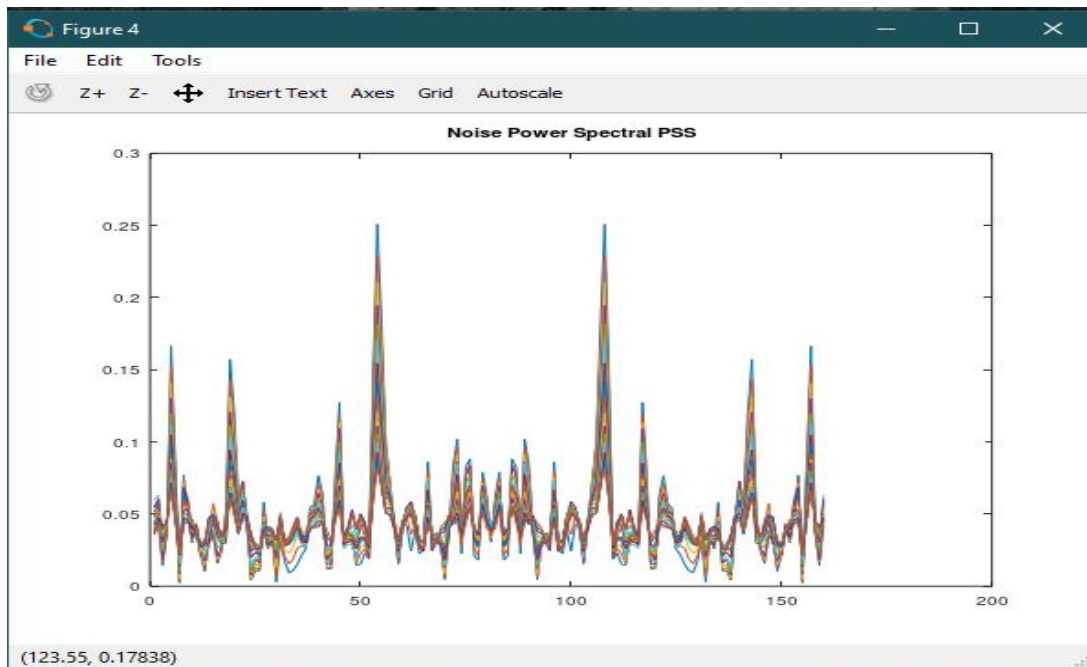 Figure 4
File Edit Tools
Z+ Z- Insert Text Axes Grid Autoscale
Noise Power Spectral PSS
0.3
0.25
0.2
0.15
0.1
0.05
0
0 50 100 150 200
(123.55, 0.17838)